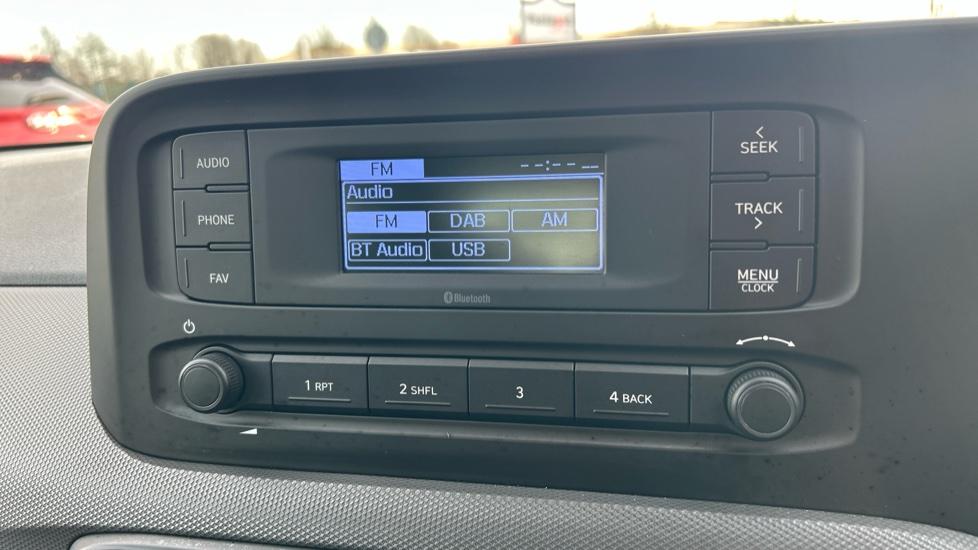 AUDIO
PHONE
FAV
FM --:-- --
Audio
FM DAB AM
BT Audio USB
Bluetooth
< SEEK
TRACK >
MENU
CLOCK
1 RPT
2 SHFL
3
4 BACK